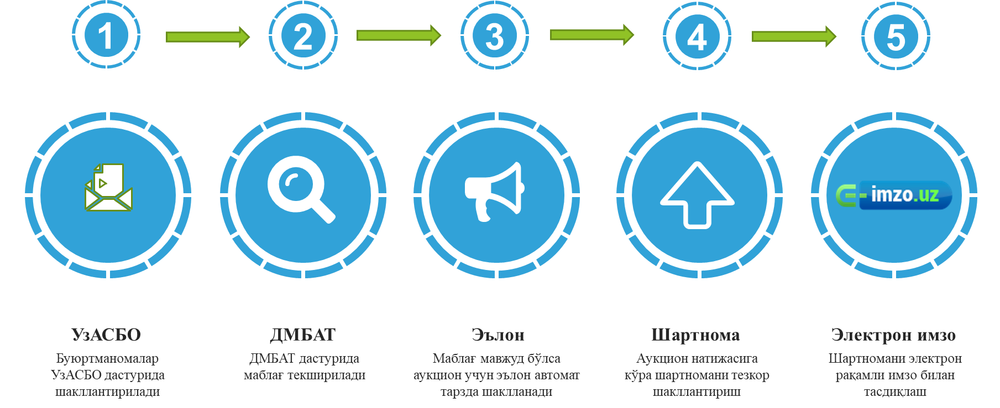 1
2
3
4
5
E-imzo.uz
УзАСБО
Буюртманомалар
УзАСБО дастурида
шакллантирилади
ДМБАТ
ДМБАТ дастурида
маблағ текширилади
Эълон
Маблағ мавжуд бўлса
аукцион учун эълон автомат
тарзда шаклланади
Шартнома
Аукцион натижасига
кўра шартномани тезкор
шакллантириш
Электрон имзо
Шартномани электрон
рақамли имзо билан
тасдиқлаш